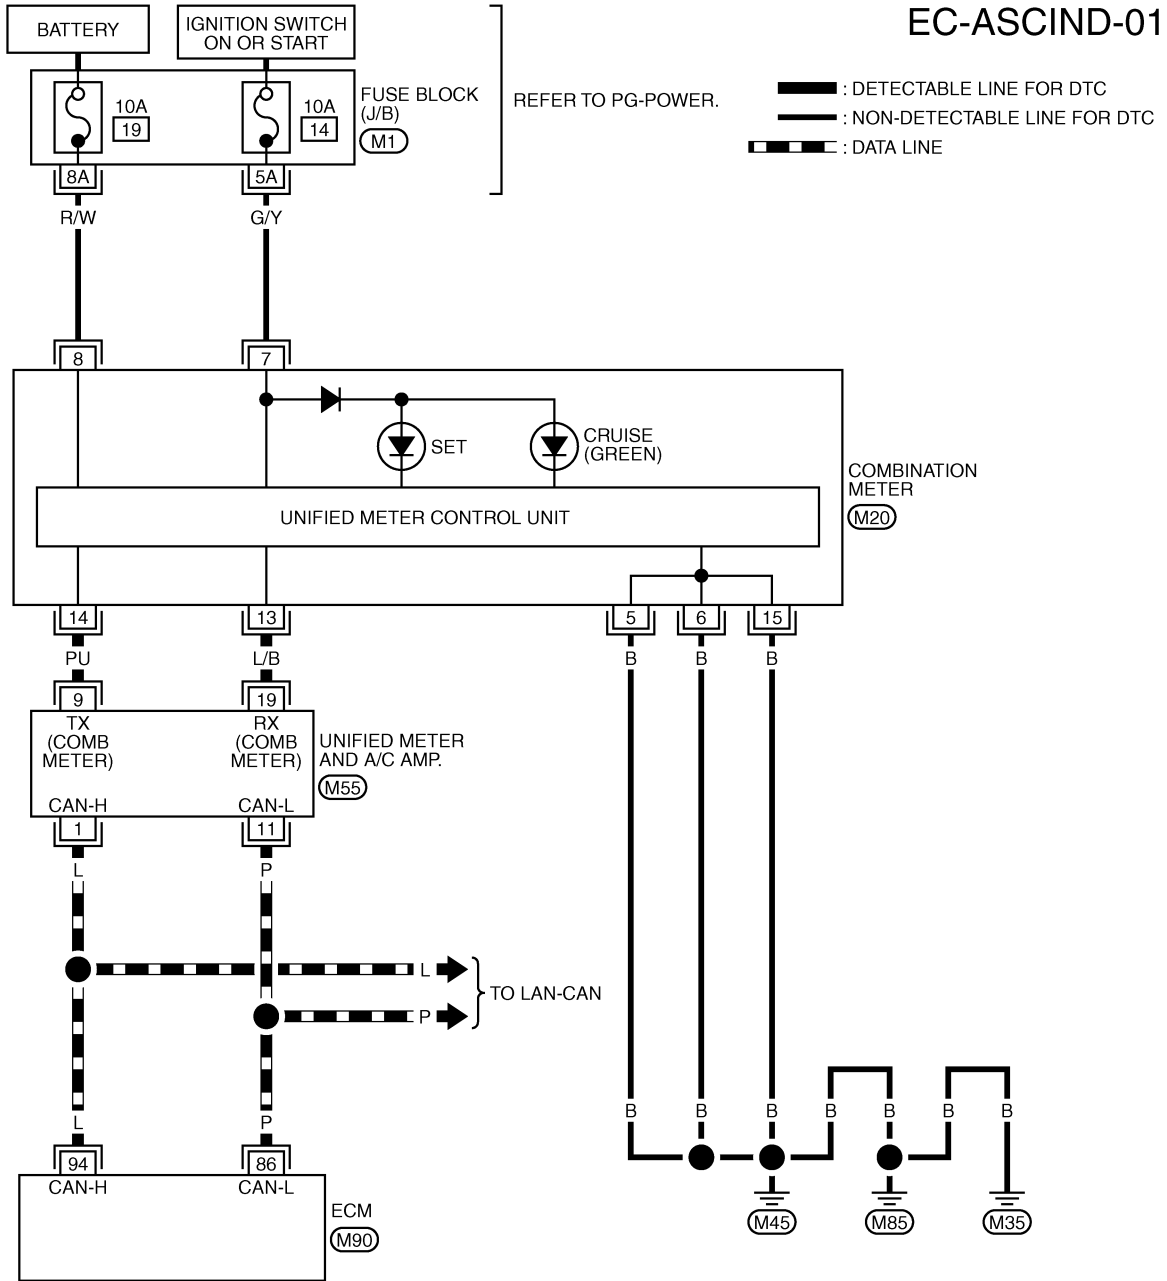 EC-ASCIND-01
BATTERY
IGNITION SWITCH
ON OR START
10A
19
10A
14
FUSE BLOCK
(J/B)
M1
REFER TO PG-POWER.
: DETECTABLE LINE FOR DTC
: NON-DETECTABLE LINE FOR DTC
: DATA LINE
8A
5A
R/W
G/Y
8
7
SET
CRUISE
(GREEN)
UNIFIED METER CONTROL UNIT
COMBINATION
METER
M20
14
13
5
6
15
PU
L/B
B
B
B
9
19
TX
(COMB
METER)
RX
(COMB
METER)
UNIFIED METER
AND A/C AMP.
M55
CAN-H
CAN-L
1
11
L
P
L
P
TO LAN-CAN
L
P
B
B
B
B
B
B
B
94
86
CAN-H
CAN-L
ECM
M90
M45
M85
M35